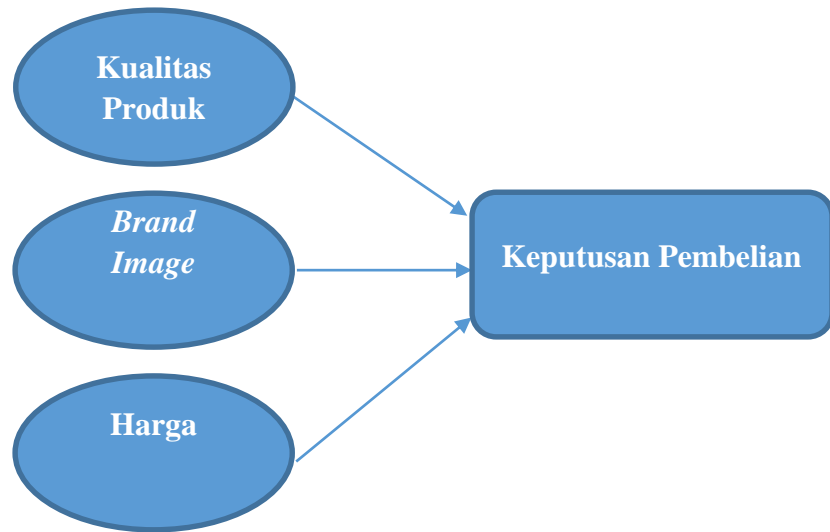 Kualitas
Produk
Brand
Image
Keputusan Pembelian
Harga